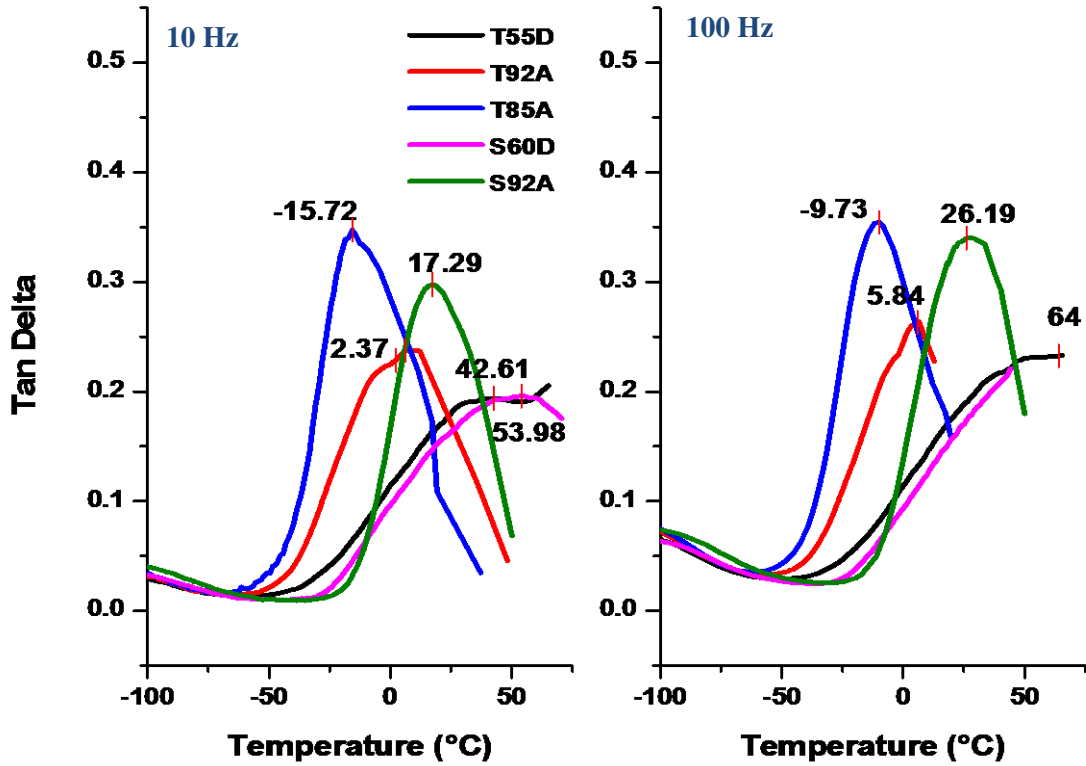 10 Hz
T55D
T92A
T85A
S60D
S92A
0.5
0.4
0.3
0.2
0.1
0.0
-15.72
17.29
2.37
42.61
53.98
-100
-50
0
50
Temperature (°C)
Tan Delta
100 Hz
0.5
0.4
0.3
0.2
0.1
0.0
-9.73
26.19
5.84
64
-100
-50
0
50
Temperature (°C)